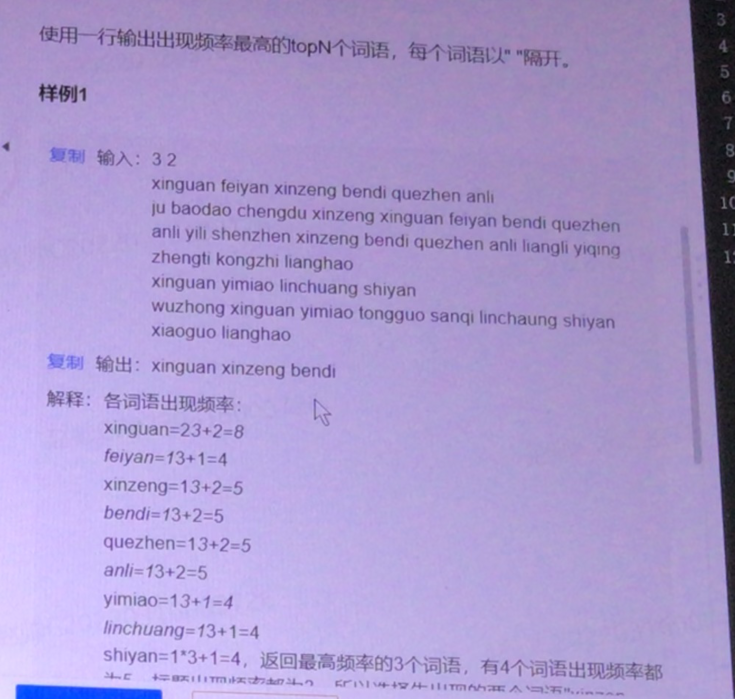 使用一行输出出现频率最高的topN个词语，每个词语以" "隔开。
样例1
复制 输入：3 2
xinguan feiyan xinzeng bendi quezhen anli
ju baodao chengdu xinzeng xinguan feiyan bendi quezhen
anli yili shenzhen xinzeng bendi quezhen anli liangli yiqing
zhengti kongzhi lianghao
xinguan yimiao linchuang shiyan
wuzhong xinguan yimiao tongguo sanqi linchaung shiyan
xiaoguo lianghao
复制 输出：xinguan xinzeng bendi
解释：各词语出现频率：
xinguan=23+2=8
feiyan=13+1=4
xinzeng=13+2=5
bendi=13+2=5
quezhen=13+2=5
anli=13+2=5
yimiao=13+1=4
linchuang=13+1=4
shiyan=1*3+1=4，返回最高频率的3个词语，有4个词语出现频率都
3
4
5
6
7
8
9
10